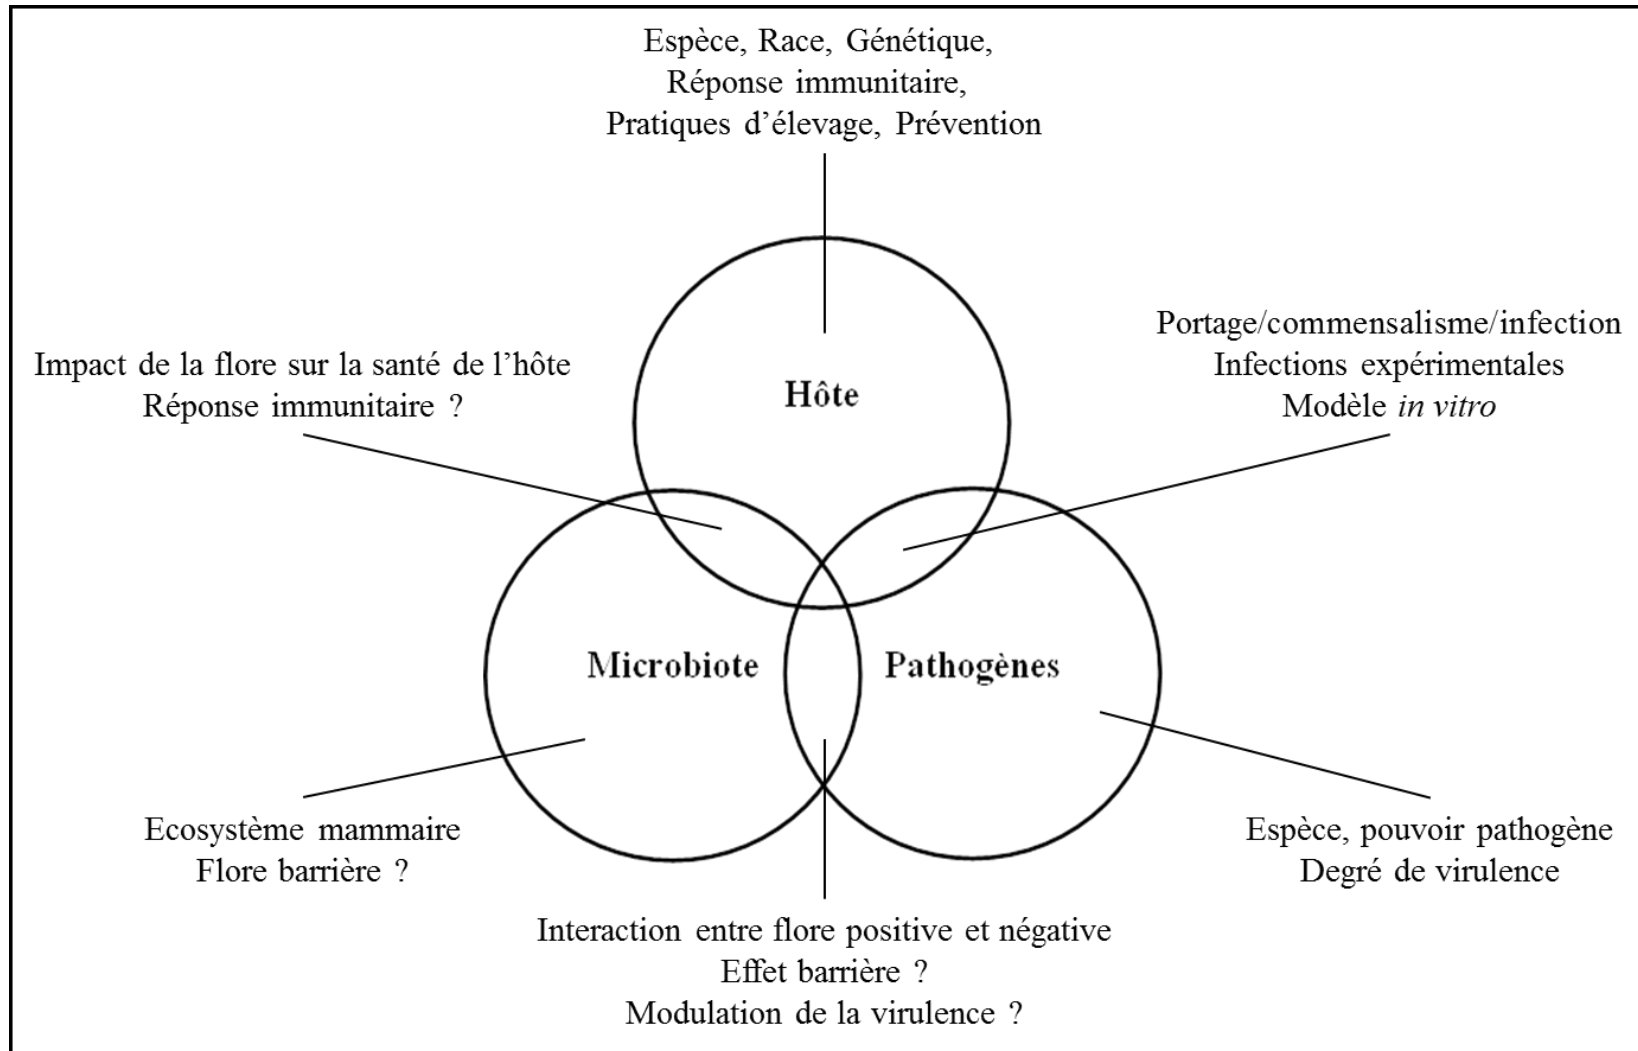 Espèce, Race, Génétique,
Réponse immunitaire,
Pratiques d'élevage, Prévention
Portage/commensalisme/infection
Infections expérimentales
Modèle in vitro
Impact de la flore sur la santé de l'hôte
Réponse immunitaire ?
Hôte
Microbiote
Pathogènes
Ecosystème mammaire
Flore barrière ?
Espèce, pouvoir pathogène
Degré de virulence
Interaction entre flore positive et négative
Effet barrière ?
Modulation de la virulence ?